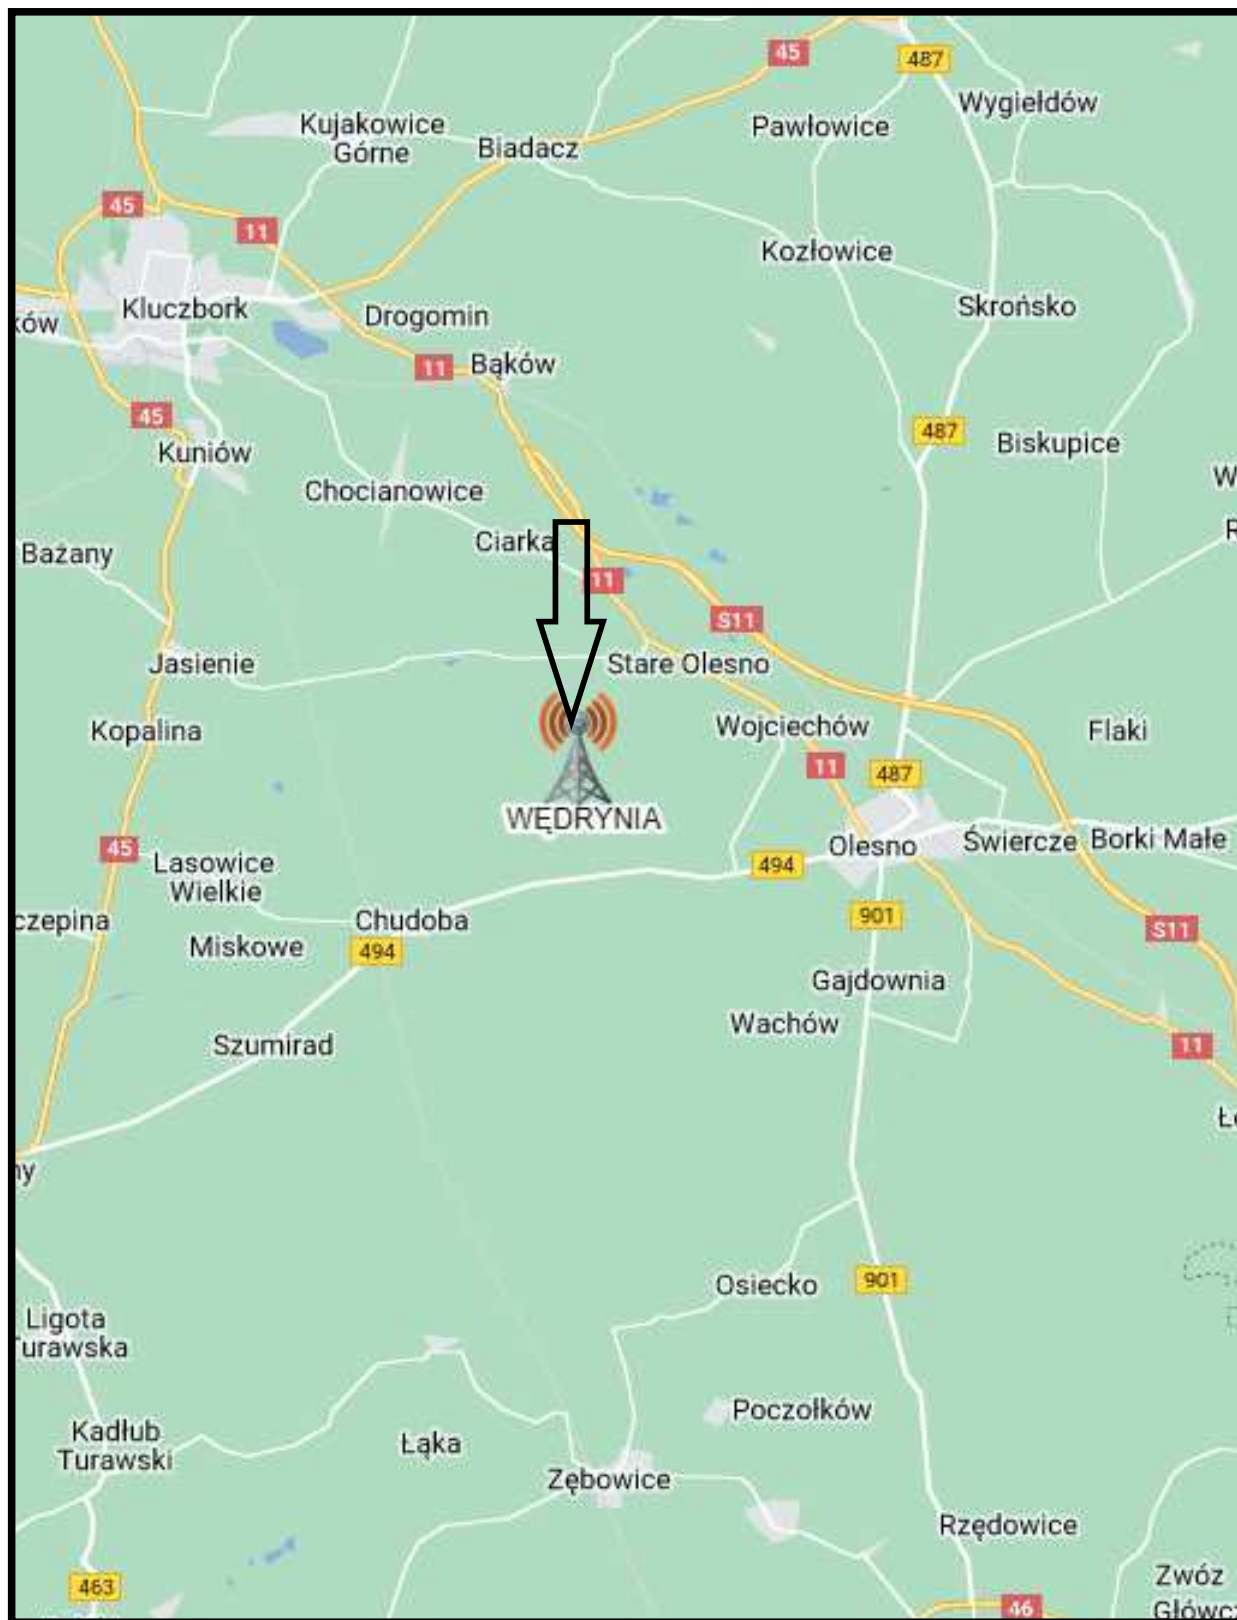 45
487
Wygiełdów
Kujakowice
Górne
Pawłowice
Biadacz
45
11
Kozłowice
Kluczbork
Drogomin
Skrońsko
11
Bąków
45
487
Kuniów
Biskupice
Chocianowice
Ciarka
Bażany
11
S11
Jasienie
Stare Olesno
Kopalina
Wojciechów
Flaki
11
487
WĘDRYNIA
45
Lasowice
Wielkie
494
Olesno
Świercze
Borki Małe
czepina
Chudoba
901
S11
Miskowe
494
Gajdownia
Wachów
Szumirad
11
ny
Osiecko
901
Ligota
Turawska
Poczołków
Kadłub
Turawski
Łąka
Zębowice
Rzędowice
463
46
Zwóz